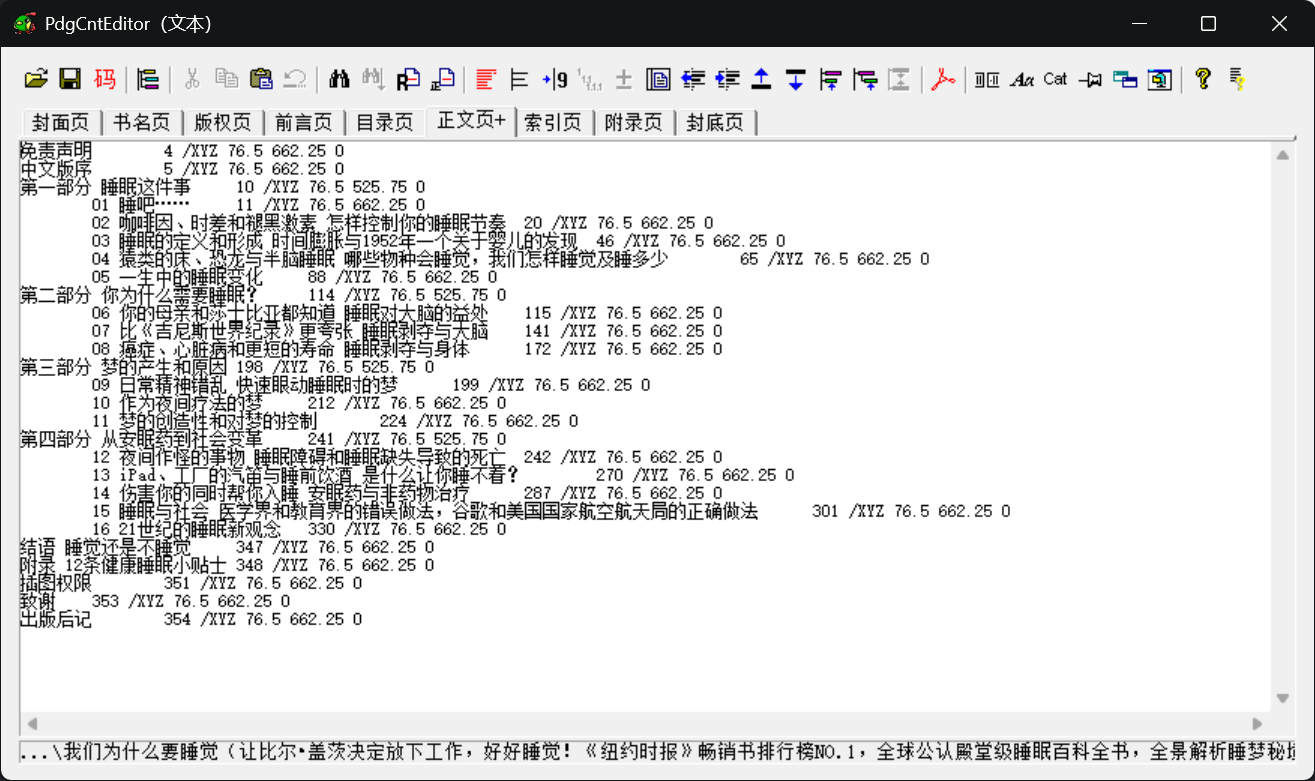 PdgCntEditor (文本)
码 9 Aa Cat
封面页 书名页 版权页 前言页 目录页 正文页+ 索引页 附录页 封底页
免责声明 4 /XYZ 76.5 662.25 0
中文版序 5 /XYZ 76.5 662.25 0
第一部分 睡眠这件事 10 /XYZ 76.5 525.75 0
01 睡吧…… 11 /XYZ 76.5 662.25 0
02 咖啡因、时差和褪黑激素 怎样控制你的睡眠节奏 20 /XYZ 76.5 662.25 0
03 睡眠的定义和形成 时间膨胀与1952年一个关于婴儿的发现 46 /XYZ 76.5 662.25 0
04 猿类的床、恐龙与半脑睡眠 哪些物种会睡觉，我们怎样睡觉及睡多少 65 /XYZ 76.5 662.25 0
05 一生中的睡眠变化 88 /XYZ 76.5 662.25 0
第二部分 你为什么需要睡眠？ 114 /XYZ 76.5 525.75 0
06 你的母亲和莎士比亚都知道 睡眠对大脑的益处 115 /XYZ 76.5 662.25 0
07 比《吉尼斯世界纪录》更夸张 睡眠剥夺与大脑 141 /XYZ 76.5 662.25 0
08 癌症、心脏病和更短的寿命 睡眠剥夺与身体 172 /XYZ 76.5 662.25 0
第三部分 梦的产生和原因 198 /XYZ 76.5 525.75 0
09 日常精神错乱 快速眼动睡眠时的梦 199 /XYZ 76.5 662.25 0
10 作为夜间疗法的梦 212 /XYZ 76.5 662.25 0
11 梦的创造性和对梦的控制 224 /XYZ 76.5 662.25 0
第四部分 从安眠药到社会变革 241 /XYZ 76.5 525.75 0
12 夜间作怪的事物 睡眠障碍和睡眠缺失导致的死亡 242 /XYZ 76.5 662.25 0
13 iPad、工厂的汽笛与睡前饮酒 是什么让你睡不着？ 270 /XYZ 76.5 662.25 0
14 伤害你的同时帮你入睡 安眠药与非药物治疗 287 /XYZ 76.5 662.25 0
15 睡眠与社会 医学界和教育界的错误做法，谷歌和美国国家航空航天局的正确做法 301 /XYZ 76.5 662.25 0
16 21世纪的睡眠新观念 330 /XYZ 76.5 662.25 0
结语 睡觉还是不睡觉 347 /XYZ 76.5 662.25 0
附录 12条健康睡眠小贴士 348 /XYZ 76.5 662.25 0
插图权限 351 /XYZ 76.5 662.25 0
致谢 353 /XYZ 76.5 662.25 0
出版后记 354 /XYZ 76.5 662.25 0
...\我们为什么要睡觉（让比尔•盖茨决定放下工作，好好睡觉！《纽约时报》畅销书排行榜NO.1，全球公认殿堂级睡眠百科全书，全景解析睡梦秘